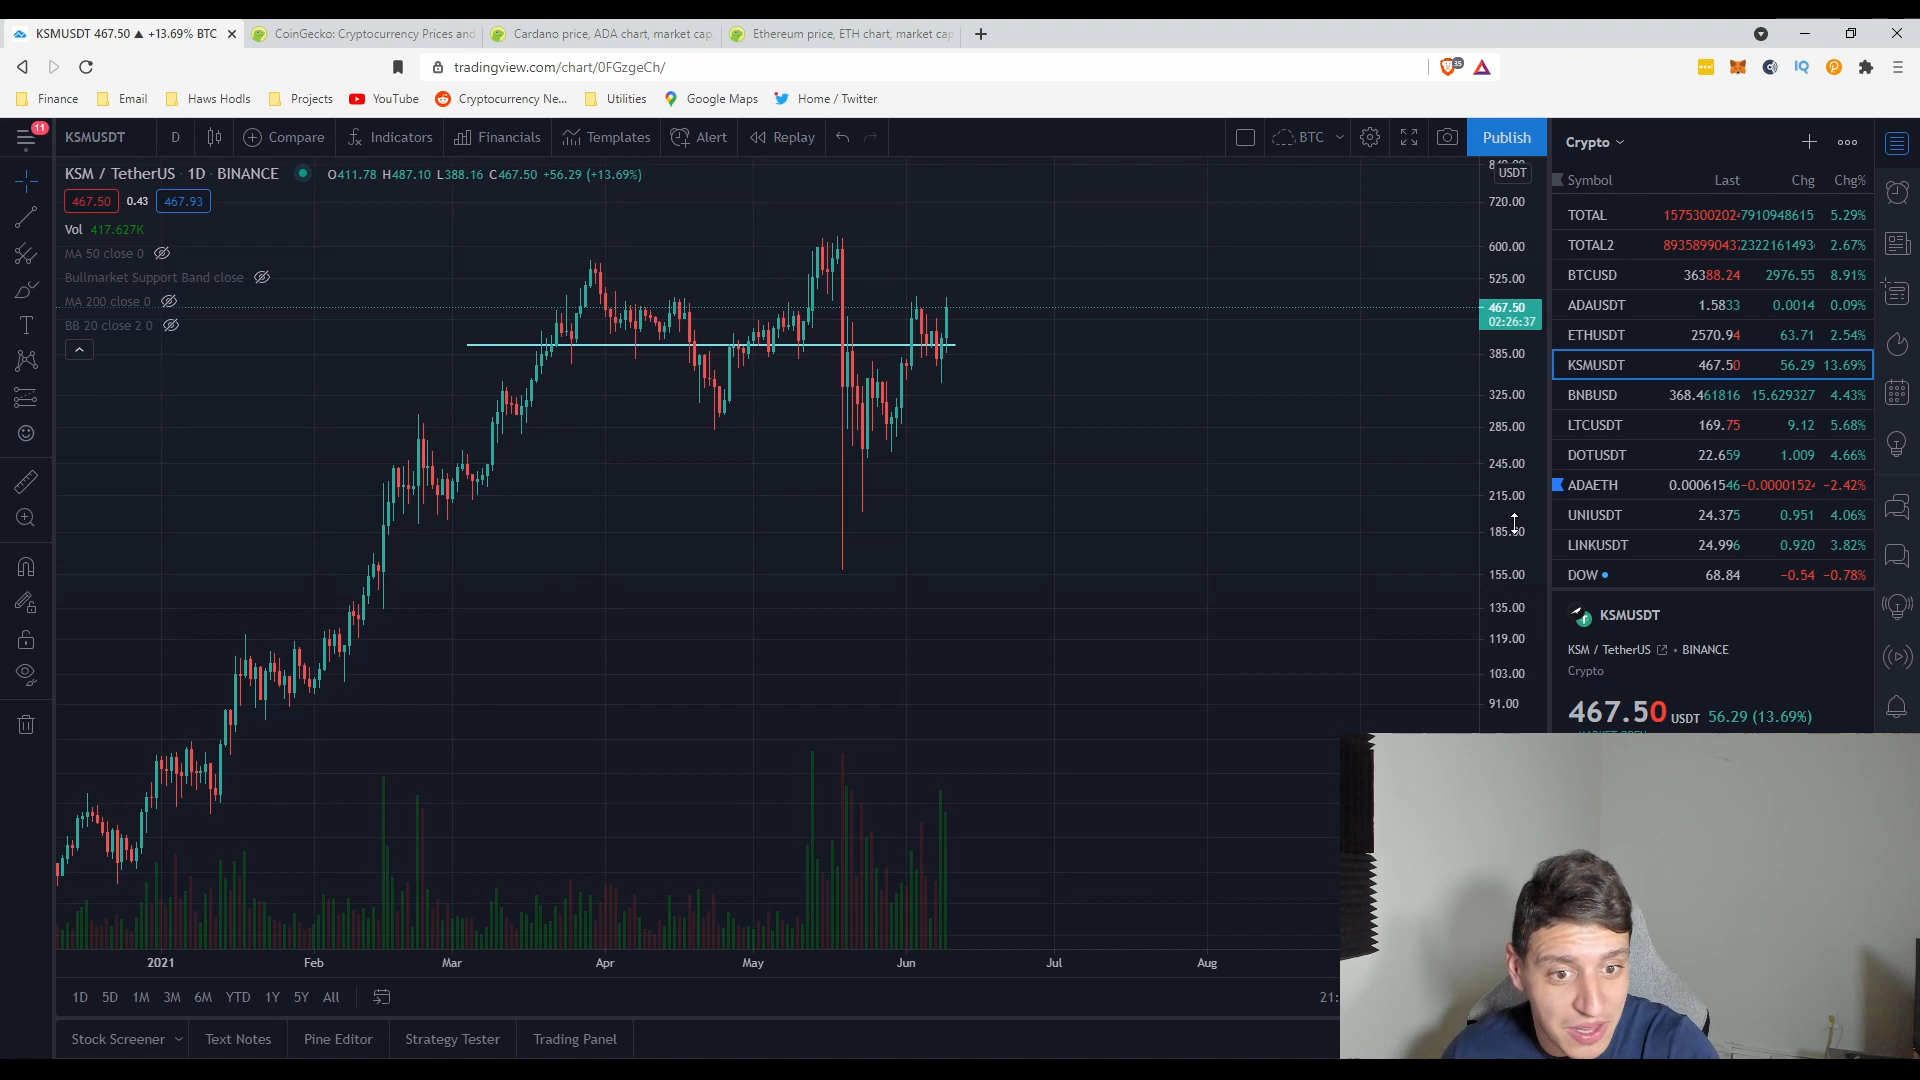 KSMUSDT 467.50 ▲ +13.69% BTC
CoinGecko: Cryptocurrency Prices and
Cardano price, ADA chart, market cap
Ethereum price, ETH chart, market cap
tradingview.com/chart/0FGzgeCh/
35
Finance
Email
Haws Hodls
Projects
YouTube
Cryptocurrency Ne...
Utilities
Google Maps
Home / Twitter
11
KSMUSDT
D
Compare
Indicators
Financials
Templates
Alert
Replay
BTC
Publish
KSM / TetherUS · 1D · BINANCE
O411.78 H487.10 L388.16 C467.50 +56.29 (+13.69%)
467.50 0.43 467.93
Vol 417.627K
MA 50 close 0
Bullmarket Support Band close
MA 200 close 0
BB 20 close 2 0
USDT
720.00
600.00
525.00
467.50
02:26:37
385.00
325.00
285.00
245.00
215.00
185.00
155.00
135.00
119.00
103.00
91.00
2021
Feb
Mar
Apr
May
Jun
Jul
Aug
1D
5D
1M
3M
6M
YTD
1Y
5Y
All
21:
Stock Screener
Text Notes
Pine Editor
Strategy Tester
Trading Panel
Crypto
Symbol Last Chg Chg%
TOTAL 5.29%
TOTAL2 2.67%
BTCUSD 36388.24 2976.55 8.91%
ADAUSDT 1.5833 0.0014 0.09%
ETHUSDT 2570.94 63.71 2.54%
KSMUSDT 467.50 56.29 13.69%
BNBUSD 368.461816 15.629327 4.43%
LTCUSDT 169.75 9.12 5.68%
DOTUSDT 22.659 1.009 4.66%
ADAETH 0.00061546 -0.00001524 -2.42%
UNIUSDT 24.375 0.951 4.06%
LINKUSDT 24.996 0.920 3.82%
DOW 68.84 -0.54 -0.78%
KSMUSDT
KSM / TetherUS · BINANCE
Crypto
467.50 USDT 56.29 (13.69%)